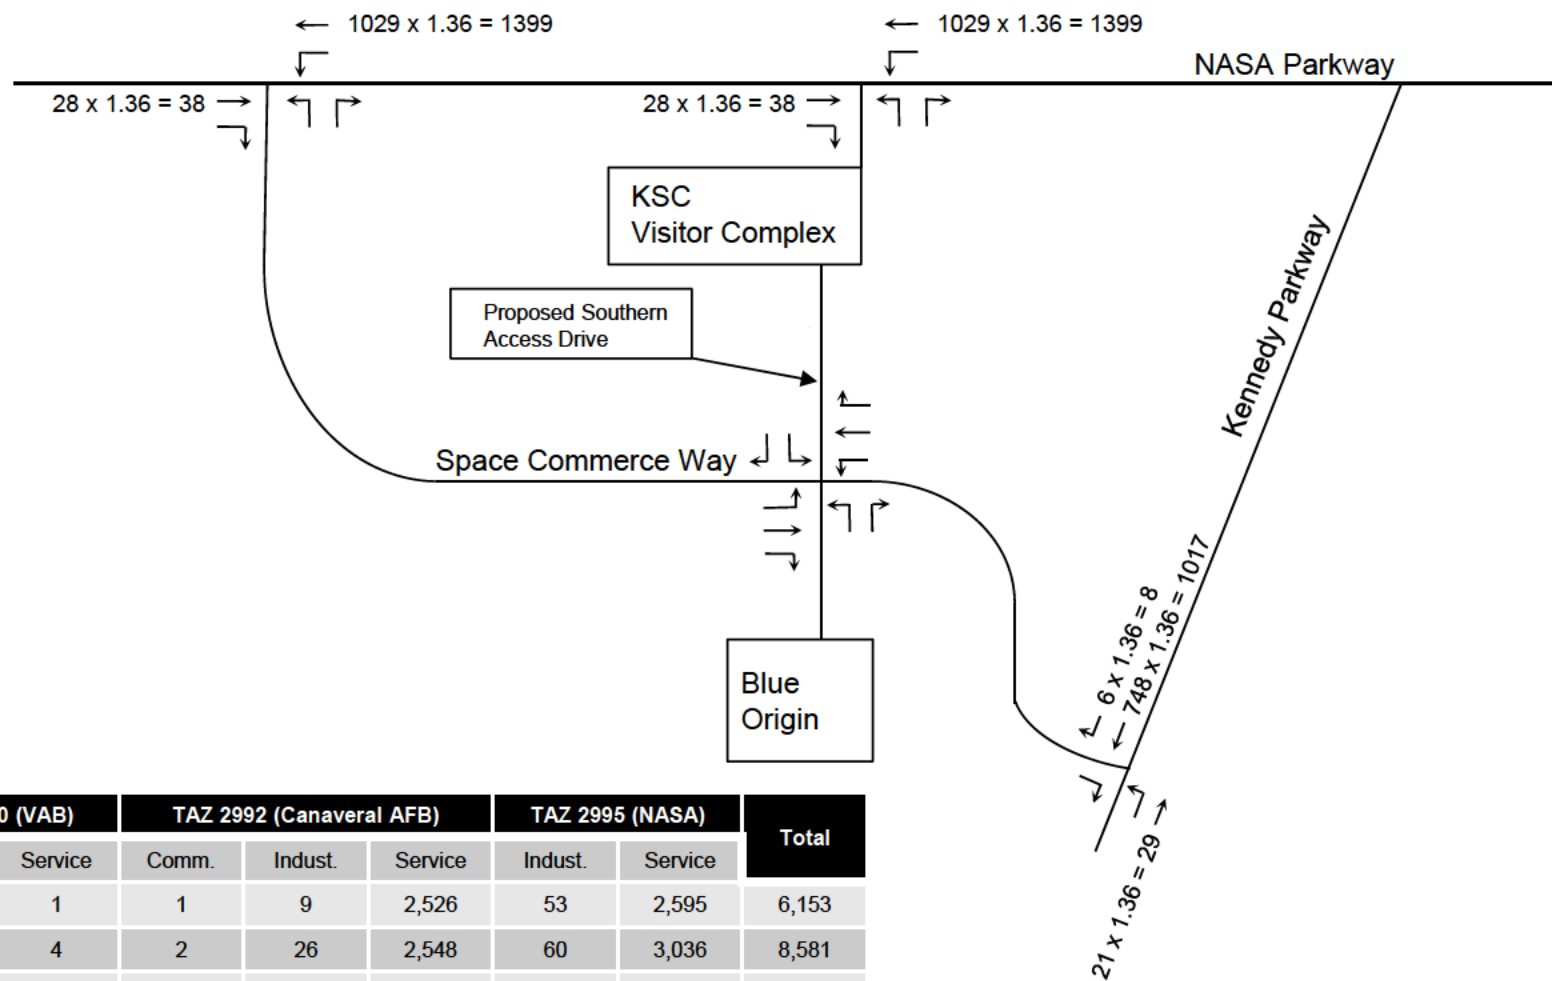 1029 x 1.36 = 1399
1029 x 1.36 = 1399
NASA Parkway
28 x 1.36 = 38
28 x 1.36 = 38
KSC
Visitor Complex
Proposed Southern
Access Drive
Kennedy Parkway
Space Commerce Way
6 x 1.36 = 8
748 x 1.36 = 1017
Blue
Origin
21 x 1.36 = 29
0 (VAB) TAZ 2992 (Canaveral AFB) TAZ 2995 (NASA) Total
Service Comm. Indust. Service Indust. Service
1 1 9 2,526 53 2,595 6,153
4 2 26 2,548 60 3,036 8,581